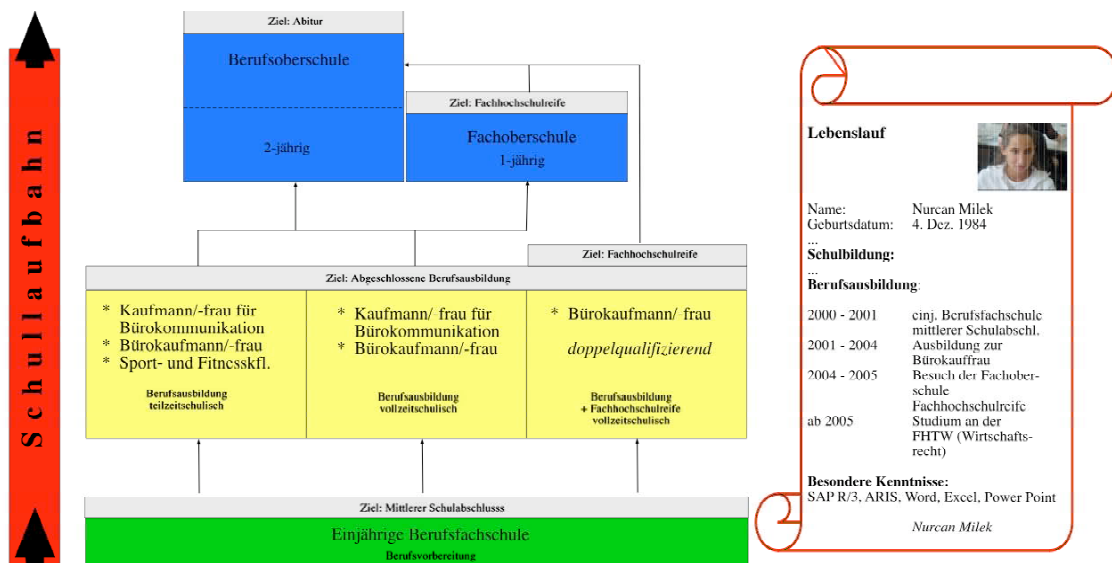 Schullaufbahn
Ziel: Abitur
Berufsoberschule
2-jährig
Ziel: Fachhochschulreife
Fachoberschule
1-jährig
Ziel: Fachhochschulreife
Ziel: Abgeschlossene Berufsausbildung
* Kaufmann/-frau für
Bürokommunikation
* Bürokaufmann/-frau
* Sport- und Fitnesskfl.
Berufsausbildung
teilzeitschulisch
* Kaufmann/-frau für
Bürokommunikation
* Bürokaufmann/-frau
Berufsausbildung
vollzeitschulisch
* Bürokaufmann/-frau
doppelqualifizierend
Berufsausbildung
+ Fachhochschulreife
vollzeitschulisch
Ziel: Mittlerer Schulabschlusss
Einjährige Berufsfachschule
Berufsvorbereitung
Lebenslauf
Name: Nurcan Milek
Geburtsdatum: 4. Dez. 1984
...
Schulbildung:
...
Berufsausbildung:
2000 - 2001 einj. Berufsfachschule
mittlerer Schulabschl.
2001 - 2004 Ausbildung zur
Bürokauffrau
2004 - 2005 Besuch der Fachober-
schule
Fachhochschulreife
ab 2005 Studium an der
FHTW (Wirtschafts-
recht)
Besondere Kenntnisse:
SAP R/3, ARIS, Word, Excel, Power Point
Nurcan Milek